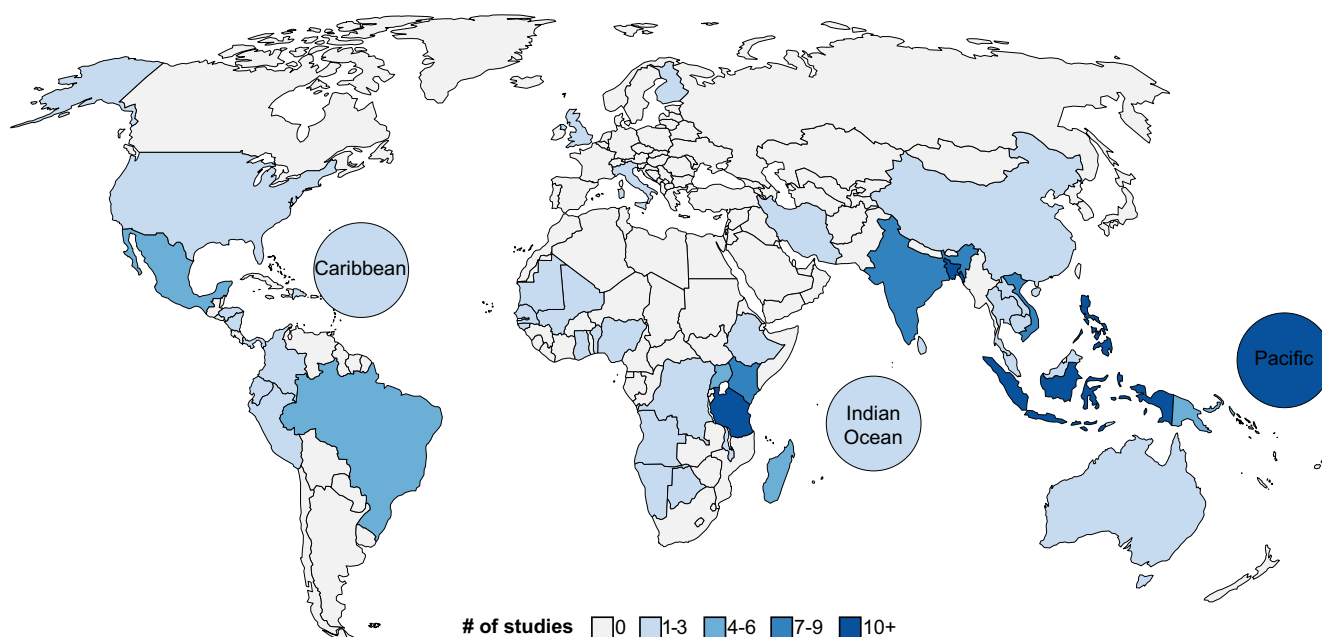 Caribbean
Indian
Ocean
Pacific
# of studies 0 1-3 4-6 7-9 10+